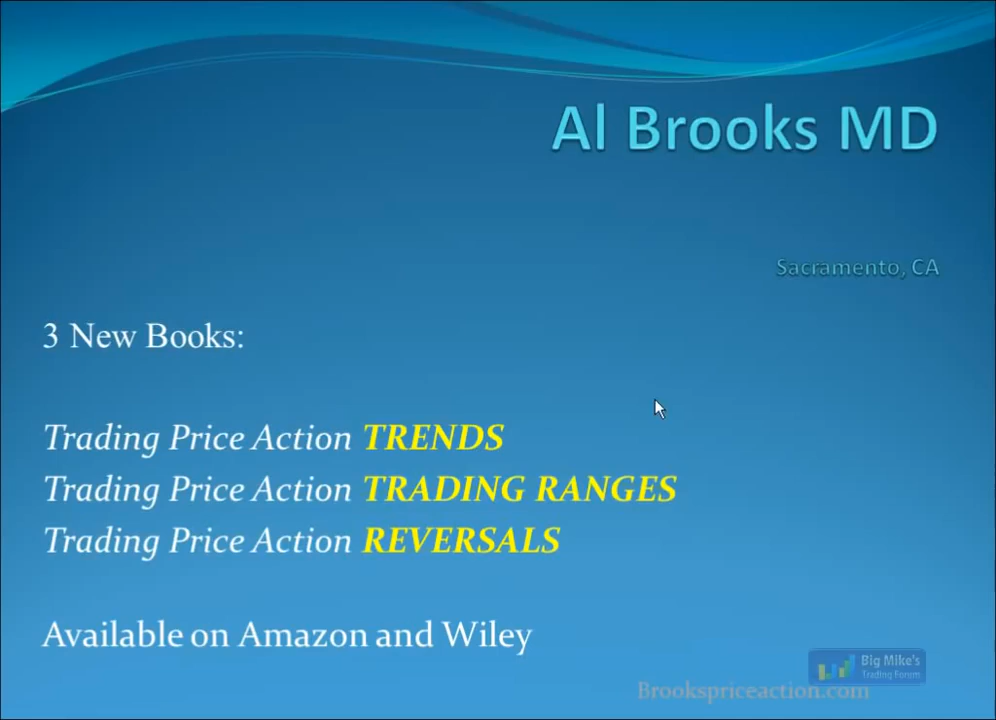 Al Brooks MD
Sacramento, CA
3 New Books:
Trading Price Action TRENDS
Trading Price Action TRADING RANGES
Trading Price Action REVERSALS
Available on Amazon and Wiley
Big Mike's
Trading Forum
Brookspriceaction.com